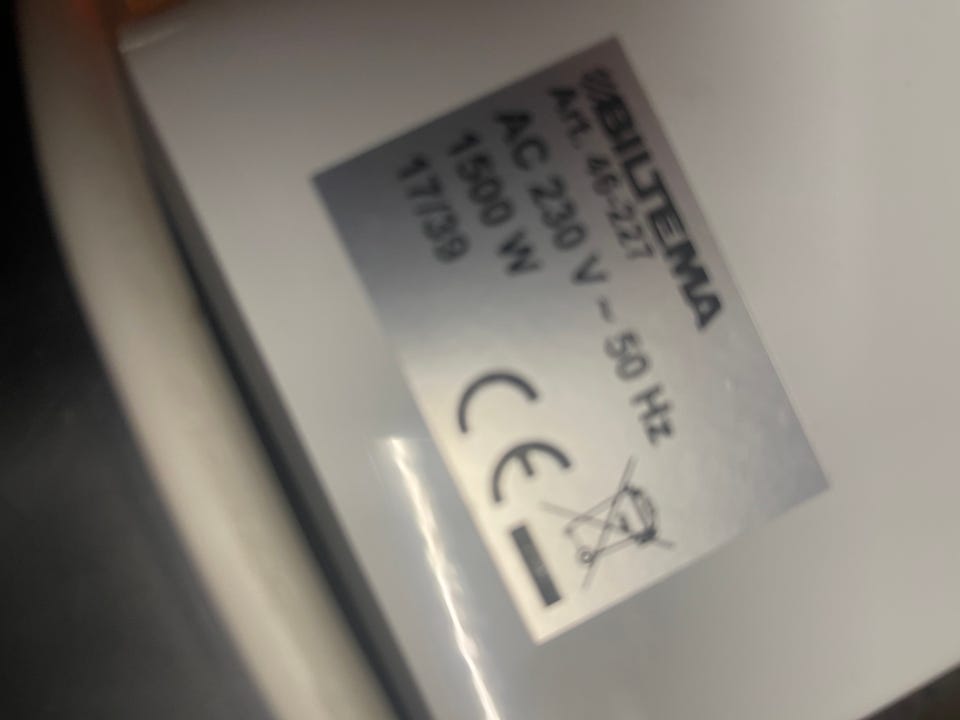 BILTEMA
Art. 46-227
AC 230 V ~ 50 Hz
1500 W
17/39
CE